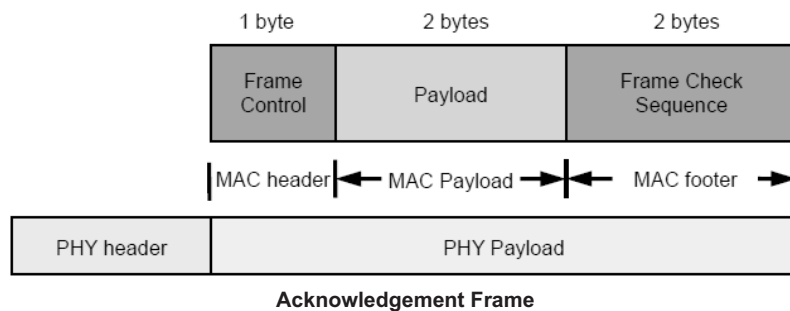 1 byte 2 bytes 2 bytes
Frame Control Payload Frame Check Sequence
MAC header MAC Payload MAC footer
PHY header PHY Payload
Acknowledgement Frame